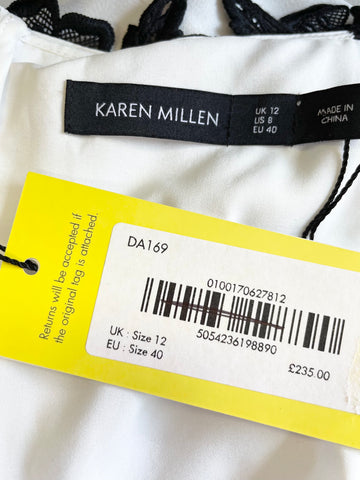 KAREN MILLEN
UK 12
US 8
EU 40
MADE IN
CHINA
Returns will be accepted if
the original tag is attached.
DA169
0100170627812
5054236198890
UK : Size 12
EU : Size 40
£235.00